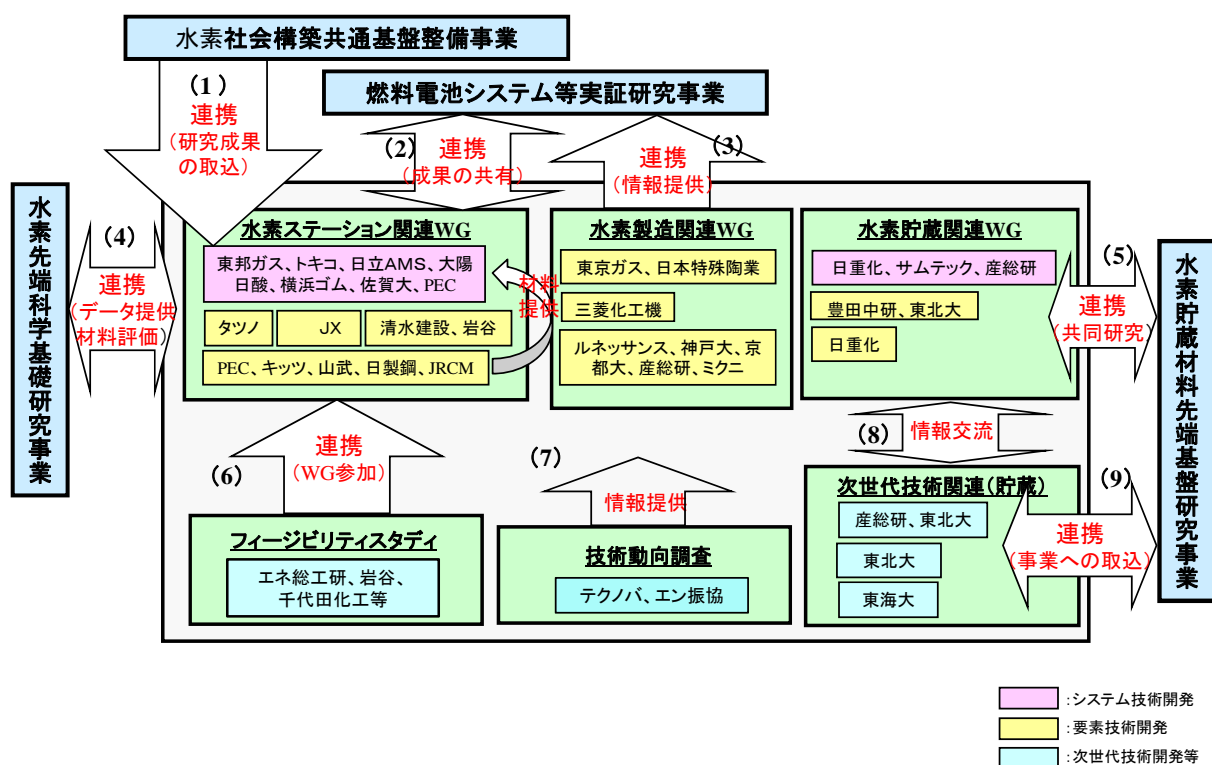 水素社会構築共通基盤整備事業
燃料電池システム等実証研究事業
(1)
連携
(研究成果
の取込)
(2)
連携
(成果の共有)
(3)
連携
(情報提供)
水素先端科学基礎研究事業
(4)
連携
(データ提供
材料評価)
水素ステーション関連WG
東邦ガス、トキコ、日立AMS、大陽
日酸、横浜ゴム、佐賀大、PEC
タツノ
JX
清水建設、岩谷
PEC、キッツ、山武、日製鋼、JRCM
材料
提供
水素製造関連WG
東京ガス、日本特殊陶業
三菱化工機
ルネッサンス、神戸大、京
都大、産総研、ミクニ
水素貯蔵関連WG
日重化、サムテック、産総研
豊田中研、東北大
日重化
(5)
連携
(共同研究)
水素貯蔵材料先端基盤研究事業
(6)
連携
(WG参加)
(7)
情報提供
(8)
情報交流
フィージビリティスタディ
エネ総工研、岩谷、
千代田化工等
技術動向調査
テクノバ、エン振協
次世代技術関連(貯蔵)
産総研、東北大
東北大
東海大
(9)
連携
(事業への取込)
:システム技術開発
:要素技術開発
:次世代技術開発等